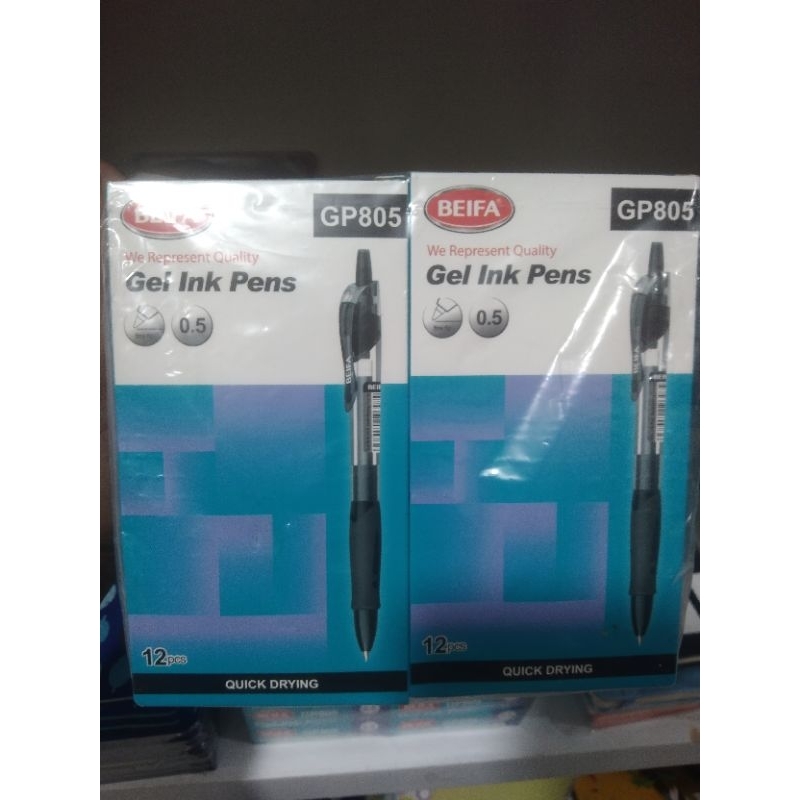 BEIFA
GP805
We Represent Quality
Gel Ink Pens
0.5
BEIFA
12pcs
QUICK DRYING
BEIFA
GP805
We Represent Quality
Gel Ink Pens
0.5
12pcs
QUICK DRYING